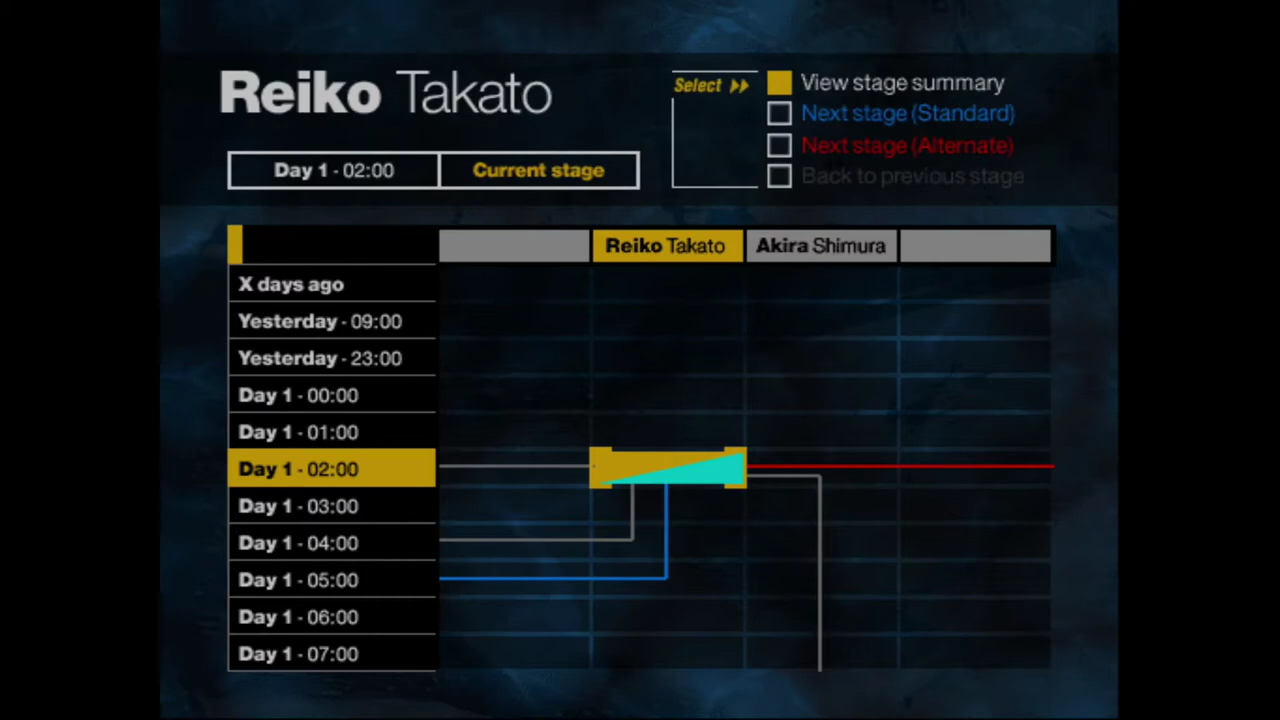 Reiko Takato
Day 1 - 02:00
Current stage
Select
View stage summary
Next stage (Standard)
Next stage (Alternate)
Back to previous stage
Reiko Takato
Akira Shimura
X days ago
Yesterday - 09:00
Yesterday - 23:00
Day 1 - 00:00
Day 1 - 01:00
Day 1 - 02:00
Day 1 - 03:00
Day 1 - 04:00
Day 1 - 05:00
Day 1 - 06:00
Day 1 - 07:00